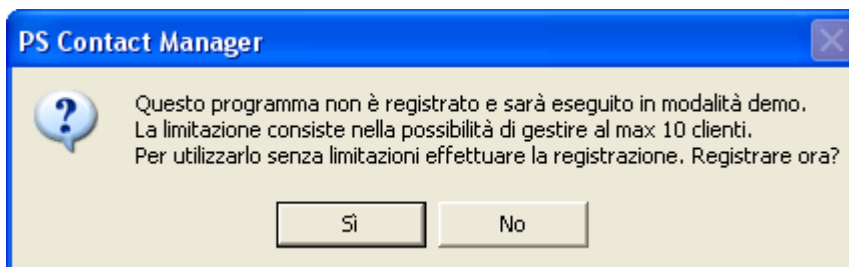 PS Contact Manager
Questo programma non è registrato e sarà eseguito in modalità demo.
La limitazione consiste nella possibilità di gestire al max 10 clienti.
Per utilizzarlo senza limitazioni effettuare la registrazione. Registrare ora?
Sì
No